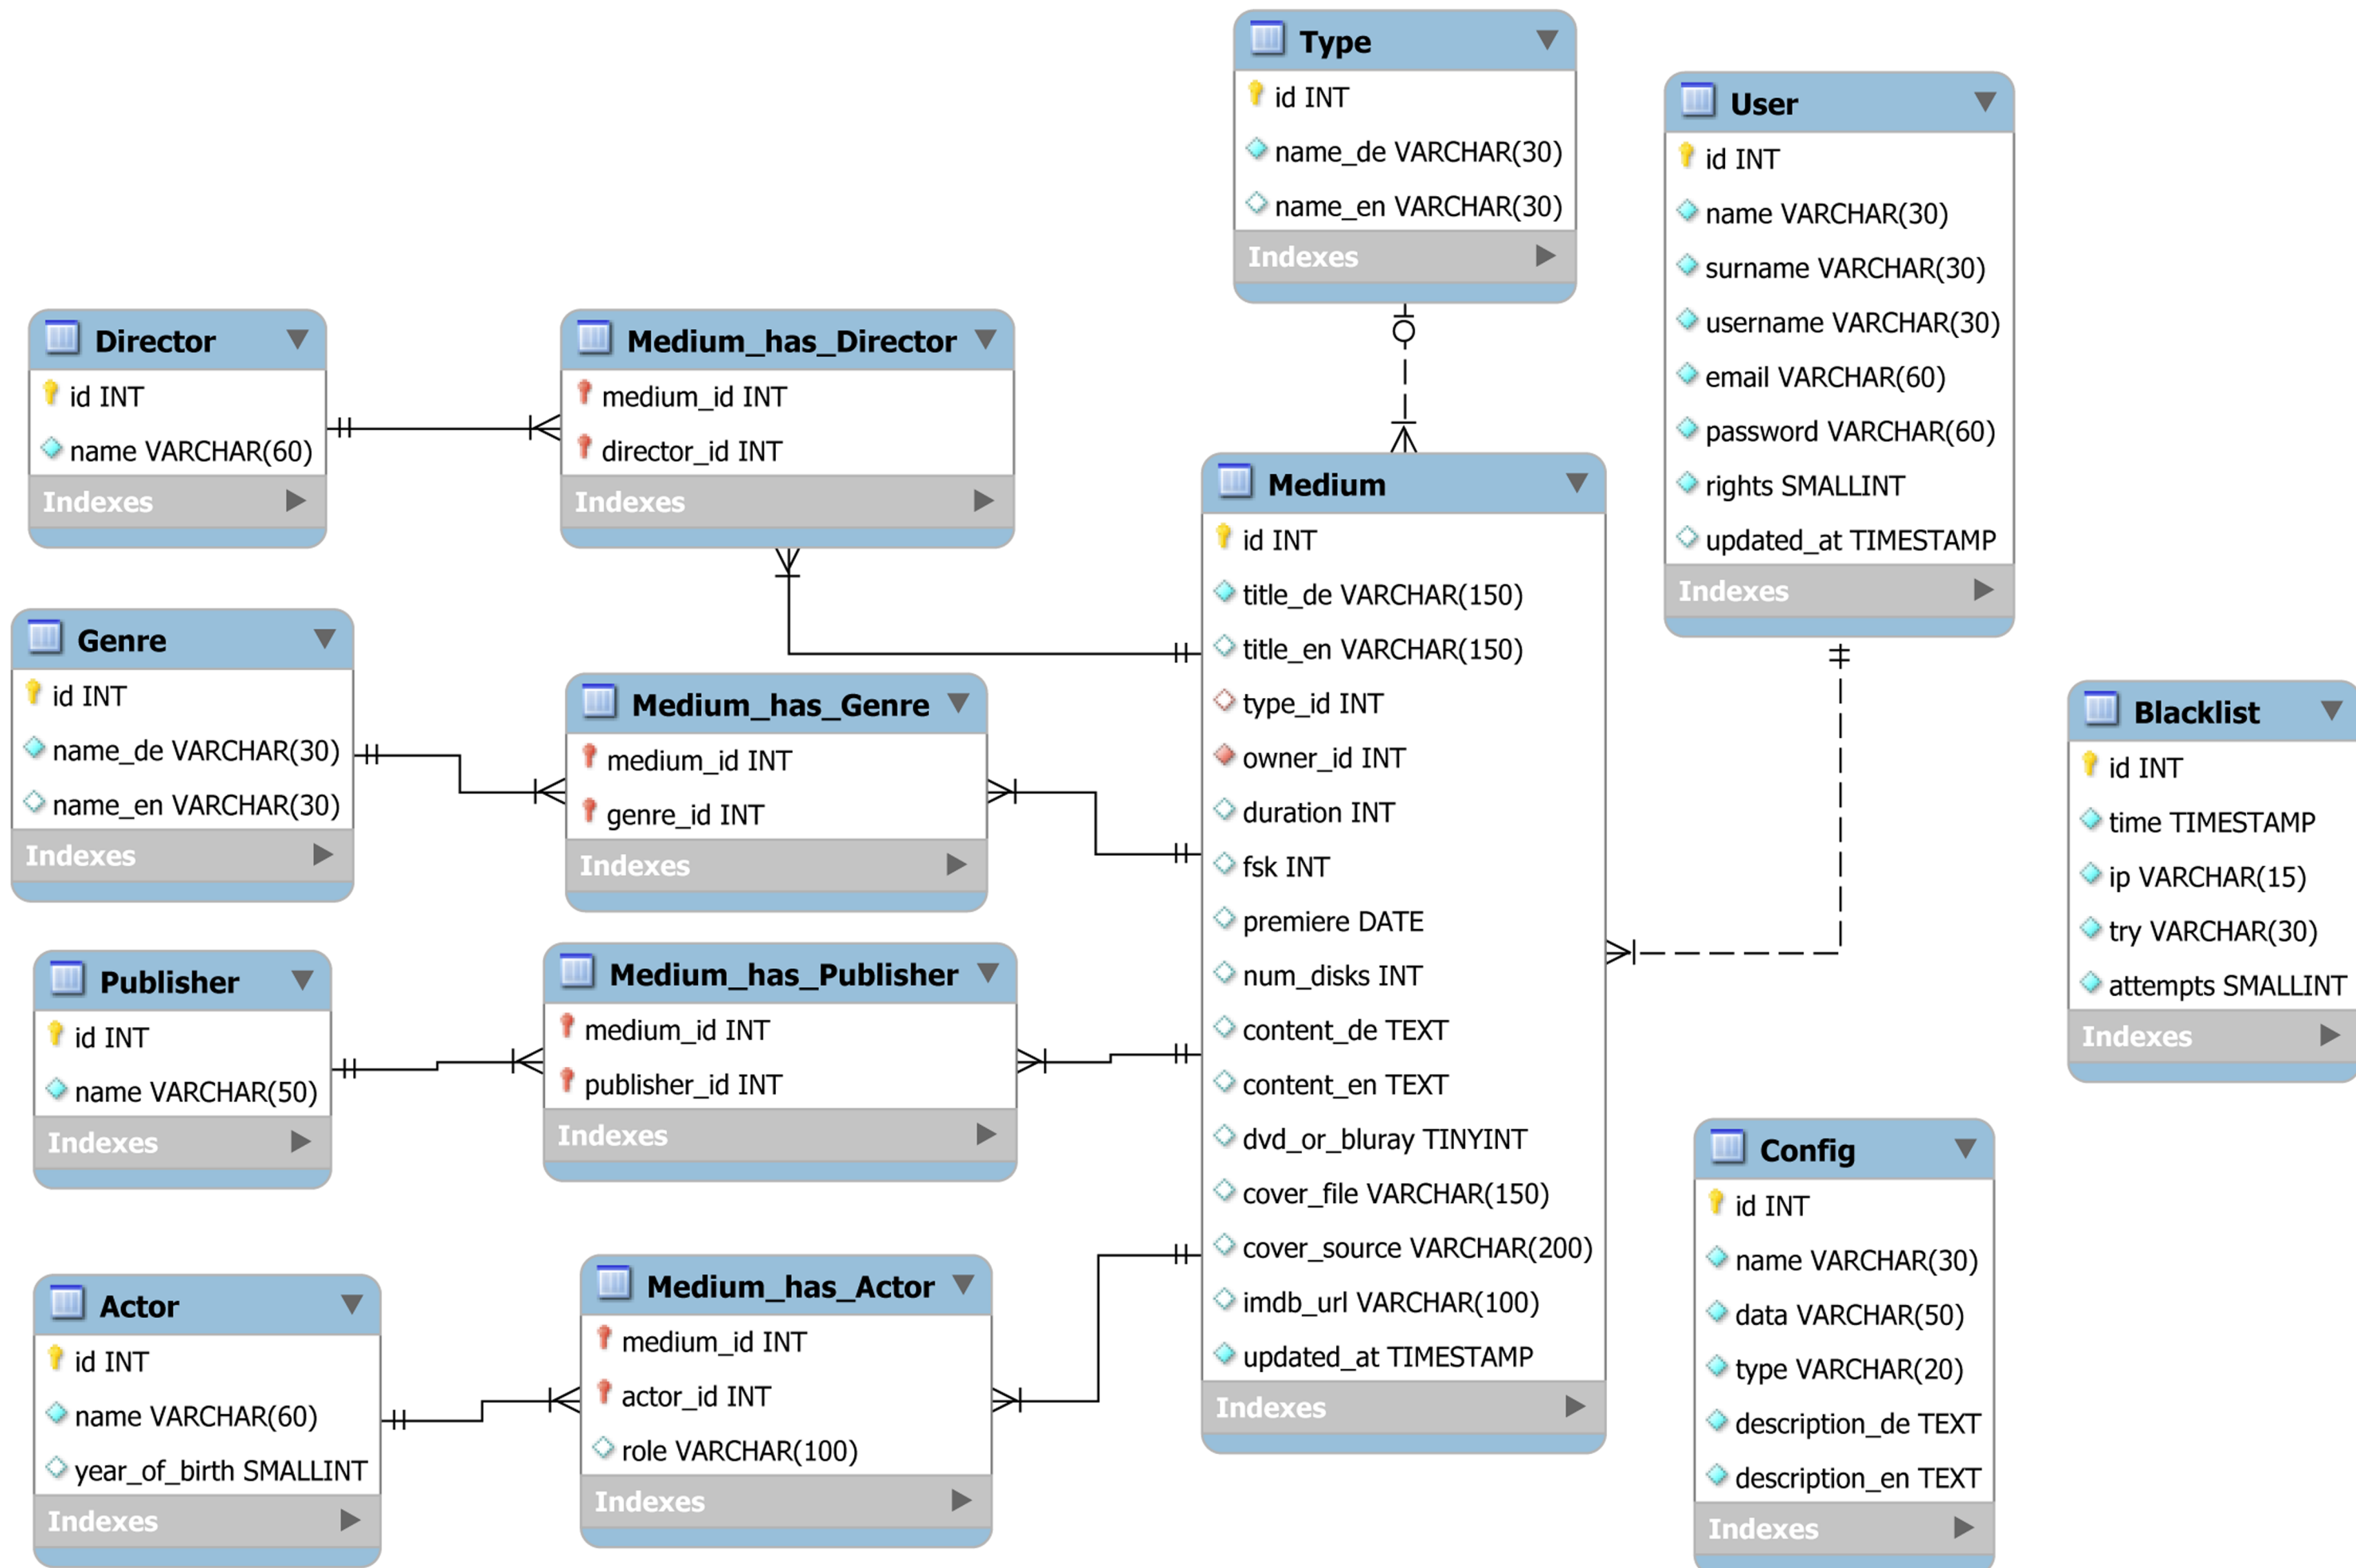 Type
id INT
name_de VARCHAR(30)
name_en VARCHAR(30)
Indexes
User
id INT
name VARCHAR(30)
surname VARCHAR(30)
username VARCHAR(30)
email VARCHAR(60)
password VARCHAR(60)
rights SMALLINT
updated_at TIMESTAMP
Indexes
Director
id INT
name VARCHAR(60)
Indexes
Medium_has_Director
medium_id INT
director_id INT
Indexes
Medium
id INT
title_de VARCHAR(150)
title_en VARCHAR(150)
type_id INT
owner_id INT
duration INT
fsk INT
premiere DATE
num_disks INT
content_de TEXT
content_en TEXT
dvd_or_bluray TINYINT
cover_file VARCHAR(150)
cover_source VARCHAR(200)
imdb_url VARCHAR(100)
updated_at TIMESTAMP
Indexes
Genre
id INT
name_de VARCHAR(30)
name_en VARCHAR(30)
Indexes
Medium_has_Genre
medium_id INT
genre_id INT
Indexes
Blacklist
id INT
time TIMESTAMP
ip VARCHAR(15)
try VARCHAR(30)
attempts SMALLINT
Indexes
Publisher
id INT
name VARCHAR(50)
Indexes
Medium_has_Publisher
medium_id INT
publisher_id INT
Indexes
Config
id INT
name VARCHAR(30)
data VARCHAR(50)
type VARCHAR(20)
description_de TEXT
description_en TEXT
Indexes
Actor
id INT
name VARCHAR(60)
year_of_birth SMALLINT
Indexes
Medium_has_Actor
medium_id INT
actor_id INT
role VARCHAR(100)
Indexes